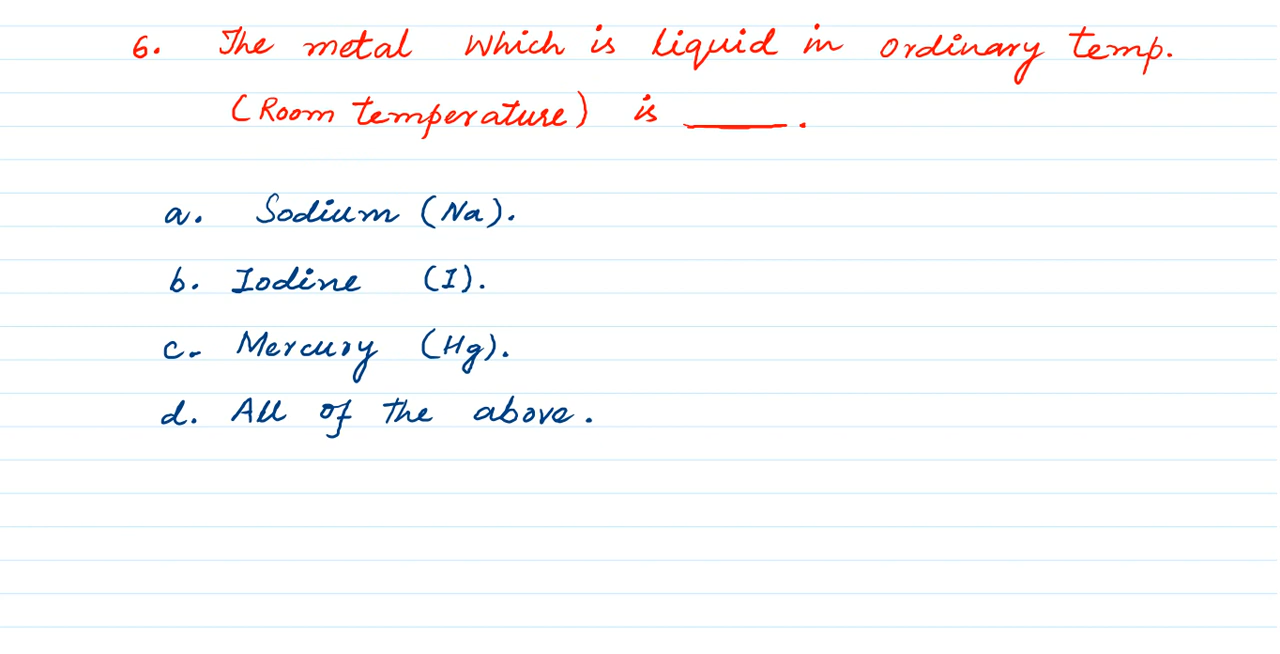 6. The metal which is liquid in ordinary temp.
(Room temperature) is ____.
a. Sodium (Na).
b. Iodine (I).
c. Mercury (Hg).
d. All of the above.